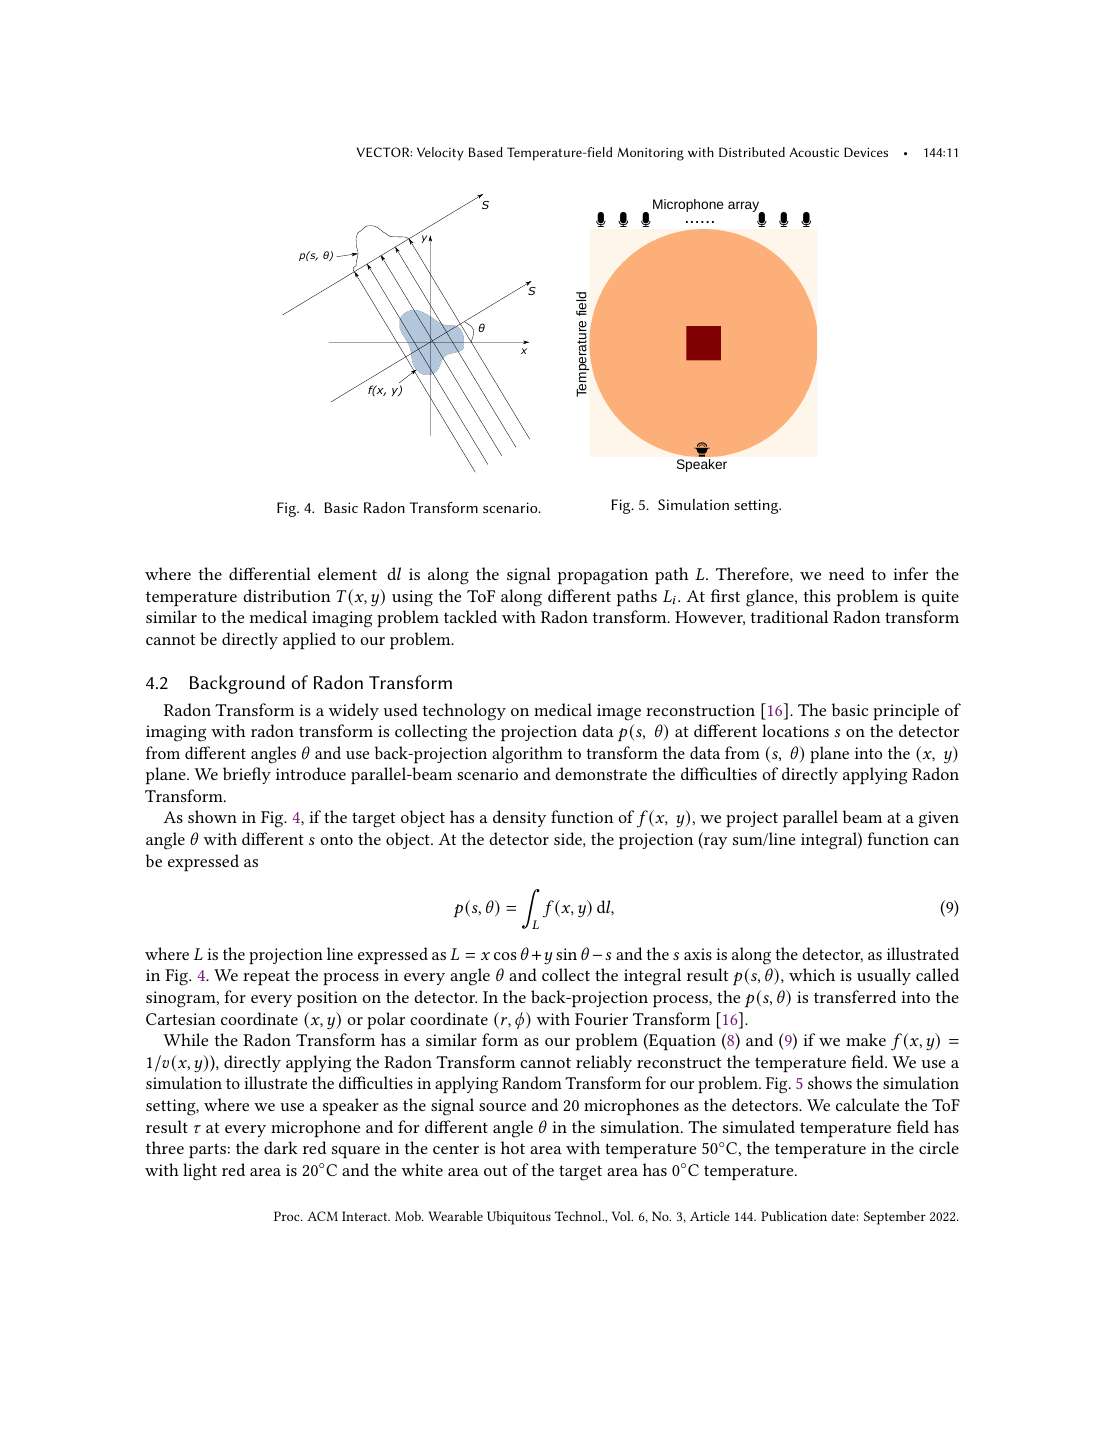 VECTOR: Velocity Based Temperature-field Monitoring with Distributed Acoustic Devices • 144:11
S
y
p(s, θ)
S
θ
x
f(x, y)
Microphone array
......
Temperature field
Speaker
Fig. 4. Basic Radon Transform scenario.
Fig. 5. Simulation setting.
where the differential element dl is along the signal propagation path L. Therefore, we need to infer the
temperature distribution T(x, y) using the ToF along different paths Lᵢ. At first glance, this problem is quite
similar to the medical imaging problem tackled with Radon transform. However, traditional Radon transform
cannot be directly applied to our problem.
4.2 Background of Radon Transform
Radon Transform is a widely used technology on medical image reconstruction [16]. The basic principle of
imaging with radon transform is collecting the projection data p(s, θ) at different locations s on the detector
from different angles θ and use back-projection algorithm to transform the data from (s, θ) plane into the (x, y)
plane. We briefly introduce parallel-beam scenario and demonstrate the difficulties of directly applying Radon
Transform.
As shown in Fig. 4, if the target object has a density function of f(x, y), we project parallel beam at a given
angle θ with different s onto the object. At the detector side, the projection (ray sum/line integral) function can
be expressed as
p(s, θ) = ∫_L f(x, y) dl, (9)
where L is the projection line expressed as L = x cos θ + y sin θ − s and the s axis is along the detector, as illustrated
in Fig. 4. We repeat the process in every angle θ and collect the integral result p(s, θ), which is usually called
sinogram, for every position on the detector. In the back-projection process, the p(s, θ) is transferred into the
Cartesian coordinate (x, y) or polar coordinate (r, ϕ) with Fourier Transform [16].
While the Radon Transform has a similar form as our problem (Equation (8) and (9) if we make f(x, y) =
1/v(x, y)), directly applying the Radon Transform cannot reliably reconstruct the temperature field. We use a
simulation to illustrate the difficulties in applying Random Transform for our problem. Fig. 5 shows the simulation
setting, where we use a speaker as the signal source and 20 microphones as the detectors. We calculate the ToF
result τ at every microphone and for different angle θ in the simulation. The simulated temperature field has
three parts: the dark red square in the center is hot area with temperature 50°C, the temperature in the circle
with light red area is 20°C and the white area out of the target area has 0°C temperature.
Proc. ACM Interact. Mob. Wearable Ubiquitous Technol., Vol. 6, No. 3, Article 144. Publication date: September 2022.